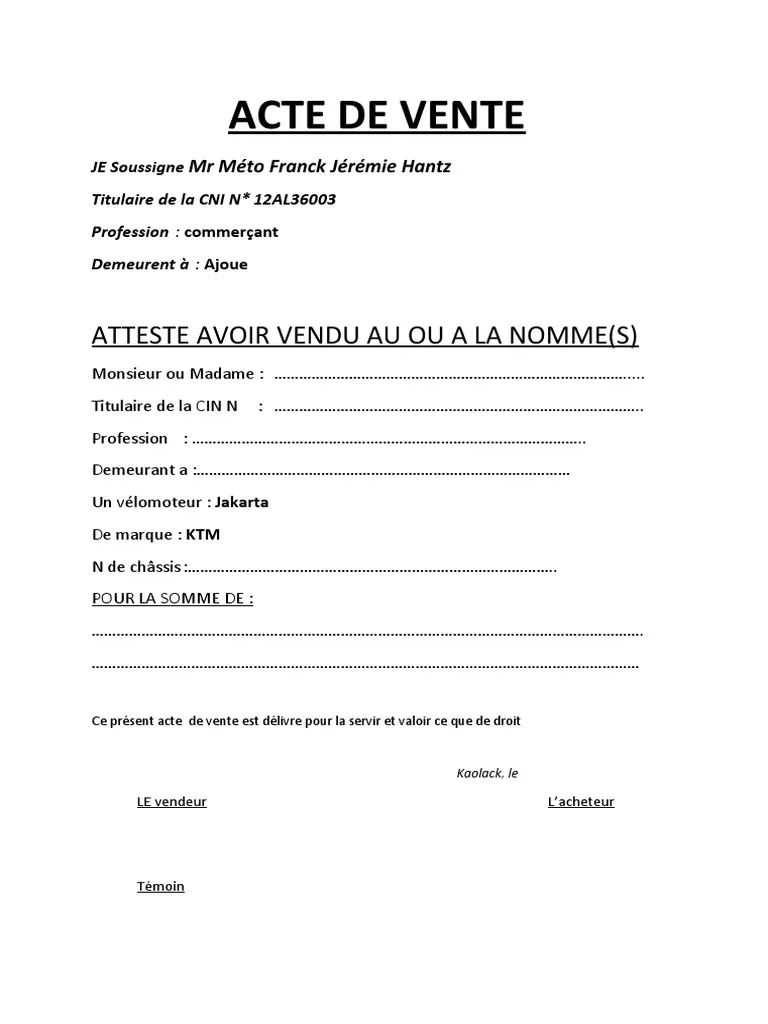 ACTE DE VENTE
JE Soussigne Mr Méto Franck Jérémie Hantz
Titulaire de la CNI N* 12AL36003
Profession : commerçant
Demeurent à : Ajoue
ATTESTE AVOIR VENDU AU OU A LA NOMME(S)
Monsieur ou Madame : ………………………………………………………………………….....
Titulaire de la CIN N : ……………………………………………………………………………..
Profession : …………………………………………………………………………………..
Demeurant a :………………………………………………………………………………
Un vélomoteur : Jakarta
De marque : KTM
N de châssis :……………………………………………………………………………..
POUR LA SOMME DE :
…………………………………………………………………………………………………………………….
……………………………………………………………………………………………………………………
Ce présent acte de vente est délivre pour la servir et valoir ce que de droit
Kaolack, le
LE vendeur L’acheteur
Témoin